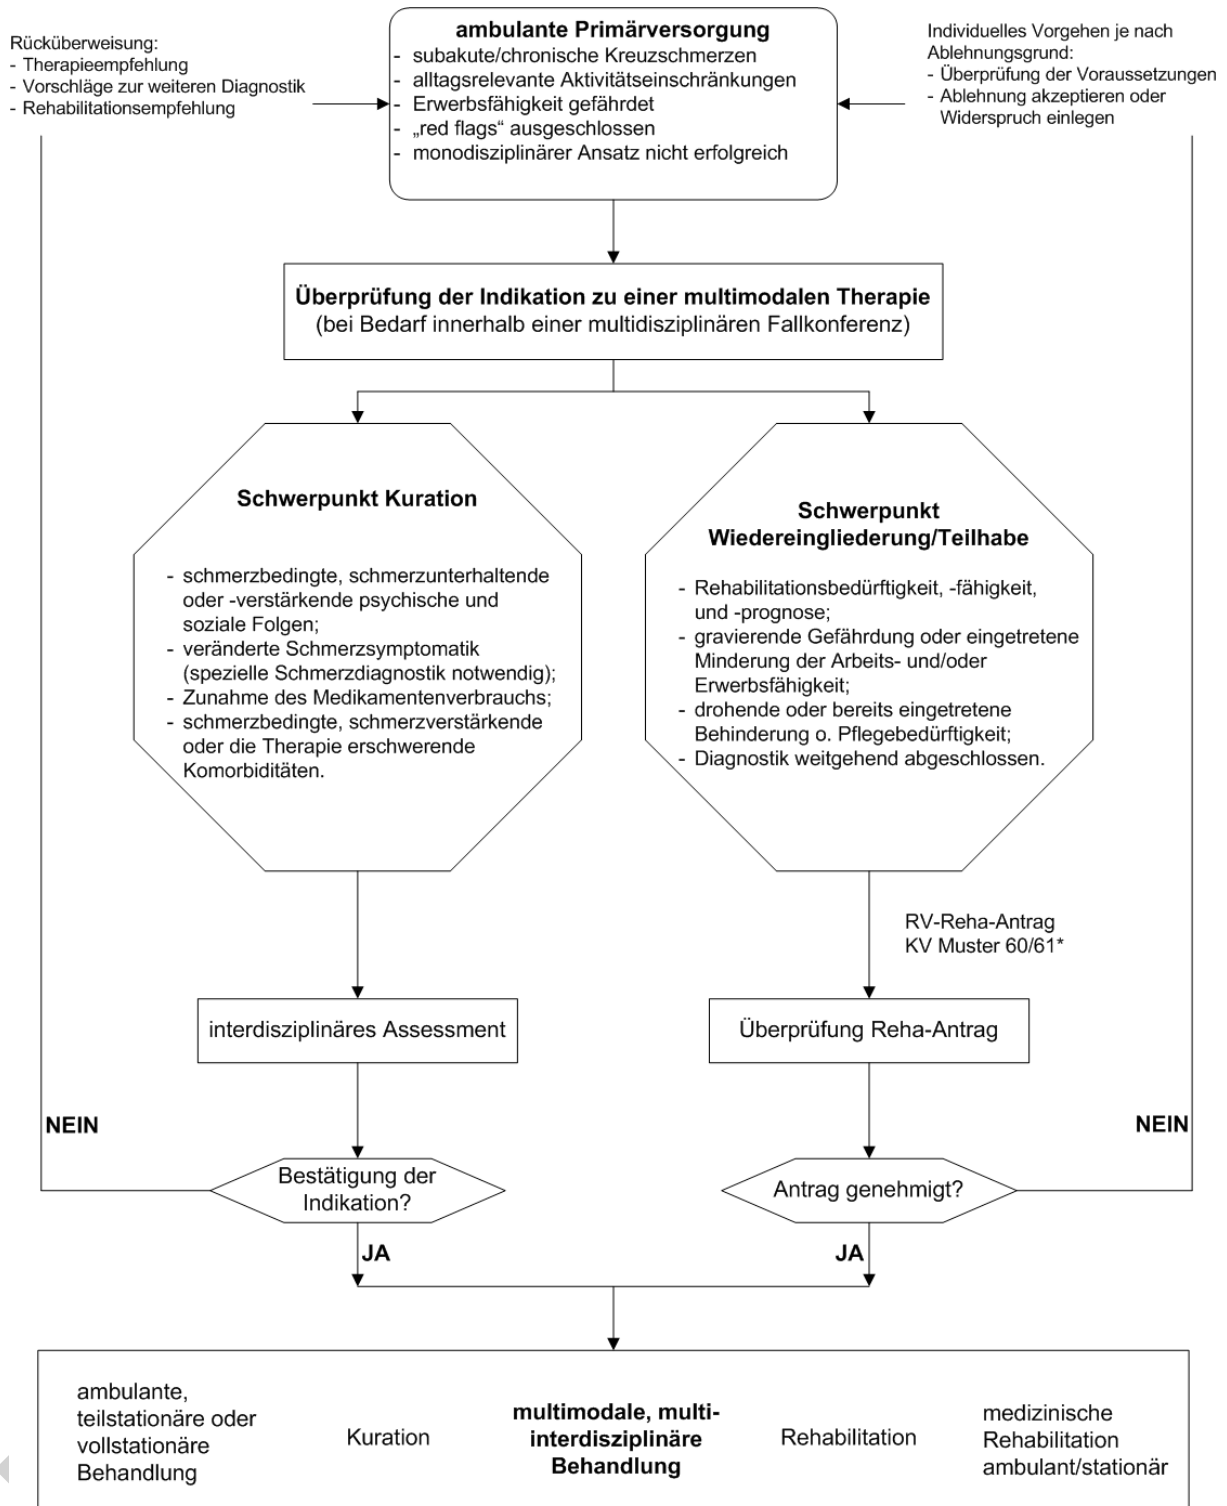 Rücküberweisung:
- Therapieempfehlung
- Vorschläge zur weiteren Diagnostik
- Rehabilitationsempfehlung
ambulante Primärversorgung
- subakute/chronische Kreuzschmerzen
- alltagsrelevante Aktivitätseinschränkungen
- Erwerbsfähigkeit gefährdet
- „red flags“ ausgeschlossen
- monodisziplinärer Ansatz nicht erfolgreich
Individuelles Vorgehen je nach
Ablehnungsgrund:
- Überprüfung der Voraussetzungen
- Ablehnung akzeptieren oder
Widerspruch einlegen
Überprüfung der Indikation zu einer multimodalen Therapie
(bei Bedarf innerhalb einer multidisziplinären Fallkonferenz)
Schwerpunkt Kuration
- schmerzbedingte, schmerzunterhaltende
oder -verstärkende psychische und
soziale Folgen;
- veränderte Schmerzsymptomatik
(spezielle Schmerzdiagnostik notwendig);
- Zunahme des Medikamentenverbrauchs;
- schmerzbedingte, schmerzverstärkende
oder die Therapie erschwerende
Komorbiditäten.
Schwerpunkt
Wiedereingliederung/Teilhabe
- Rehabilitationsbedürftigkeit, -fähigkeit,
und -prognose;
- gravierende Gefährdung oder eingetretene
Minderung der Arbeits- und/oder
Erwerbsfähigkeit;
- drohende oder bereits eingetretene
Behinderung o. Pflegebedürftigkeit;
- Diagnostik weitgehend abgeschlossen.
RV-Reha-Antrag
KV Muster 60/61*
interdisziplinäres Assessment
Überprüfung Reha-Antrag
NEIN
NEIN
Bestätigung der
Indikation?
Antrag genehmigt?
JA
JA
ambulante,
teilstationäre oder
vollstationäre
Behandlung
Kuration
multimodale, multi-
interdisziplinäre
Behandlung
Rehabilitation
medizinische
Rehabilitation
ambulant/stationär